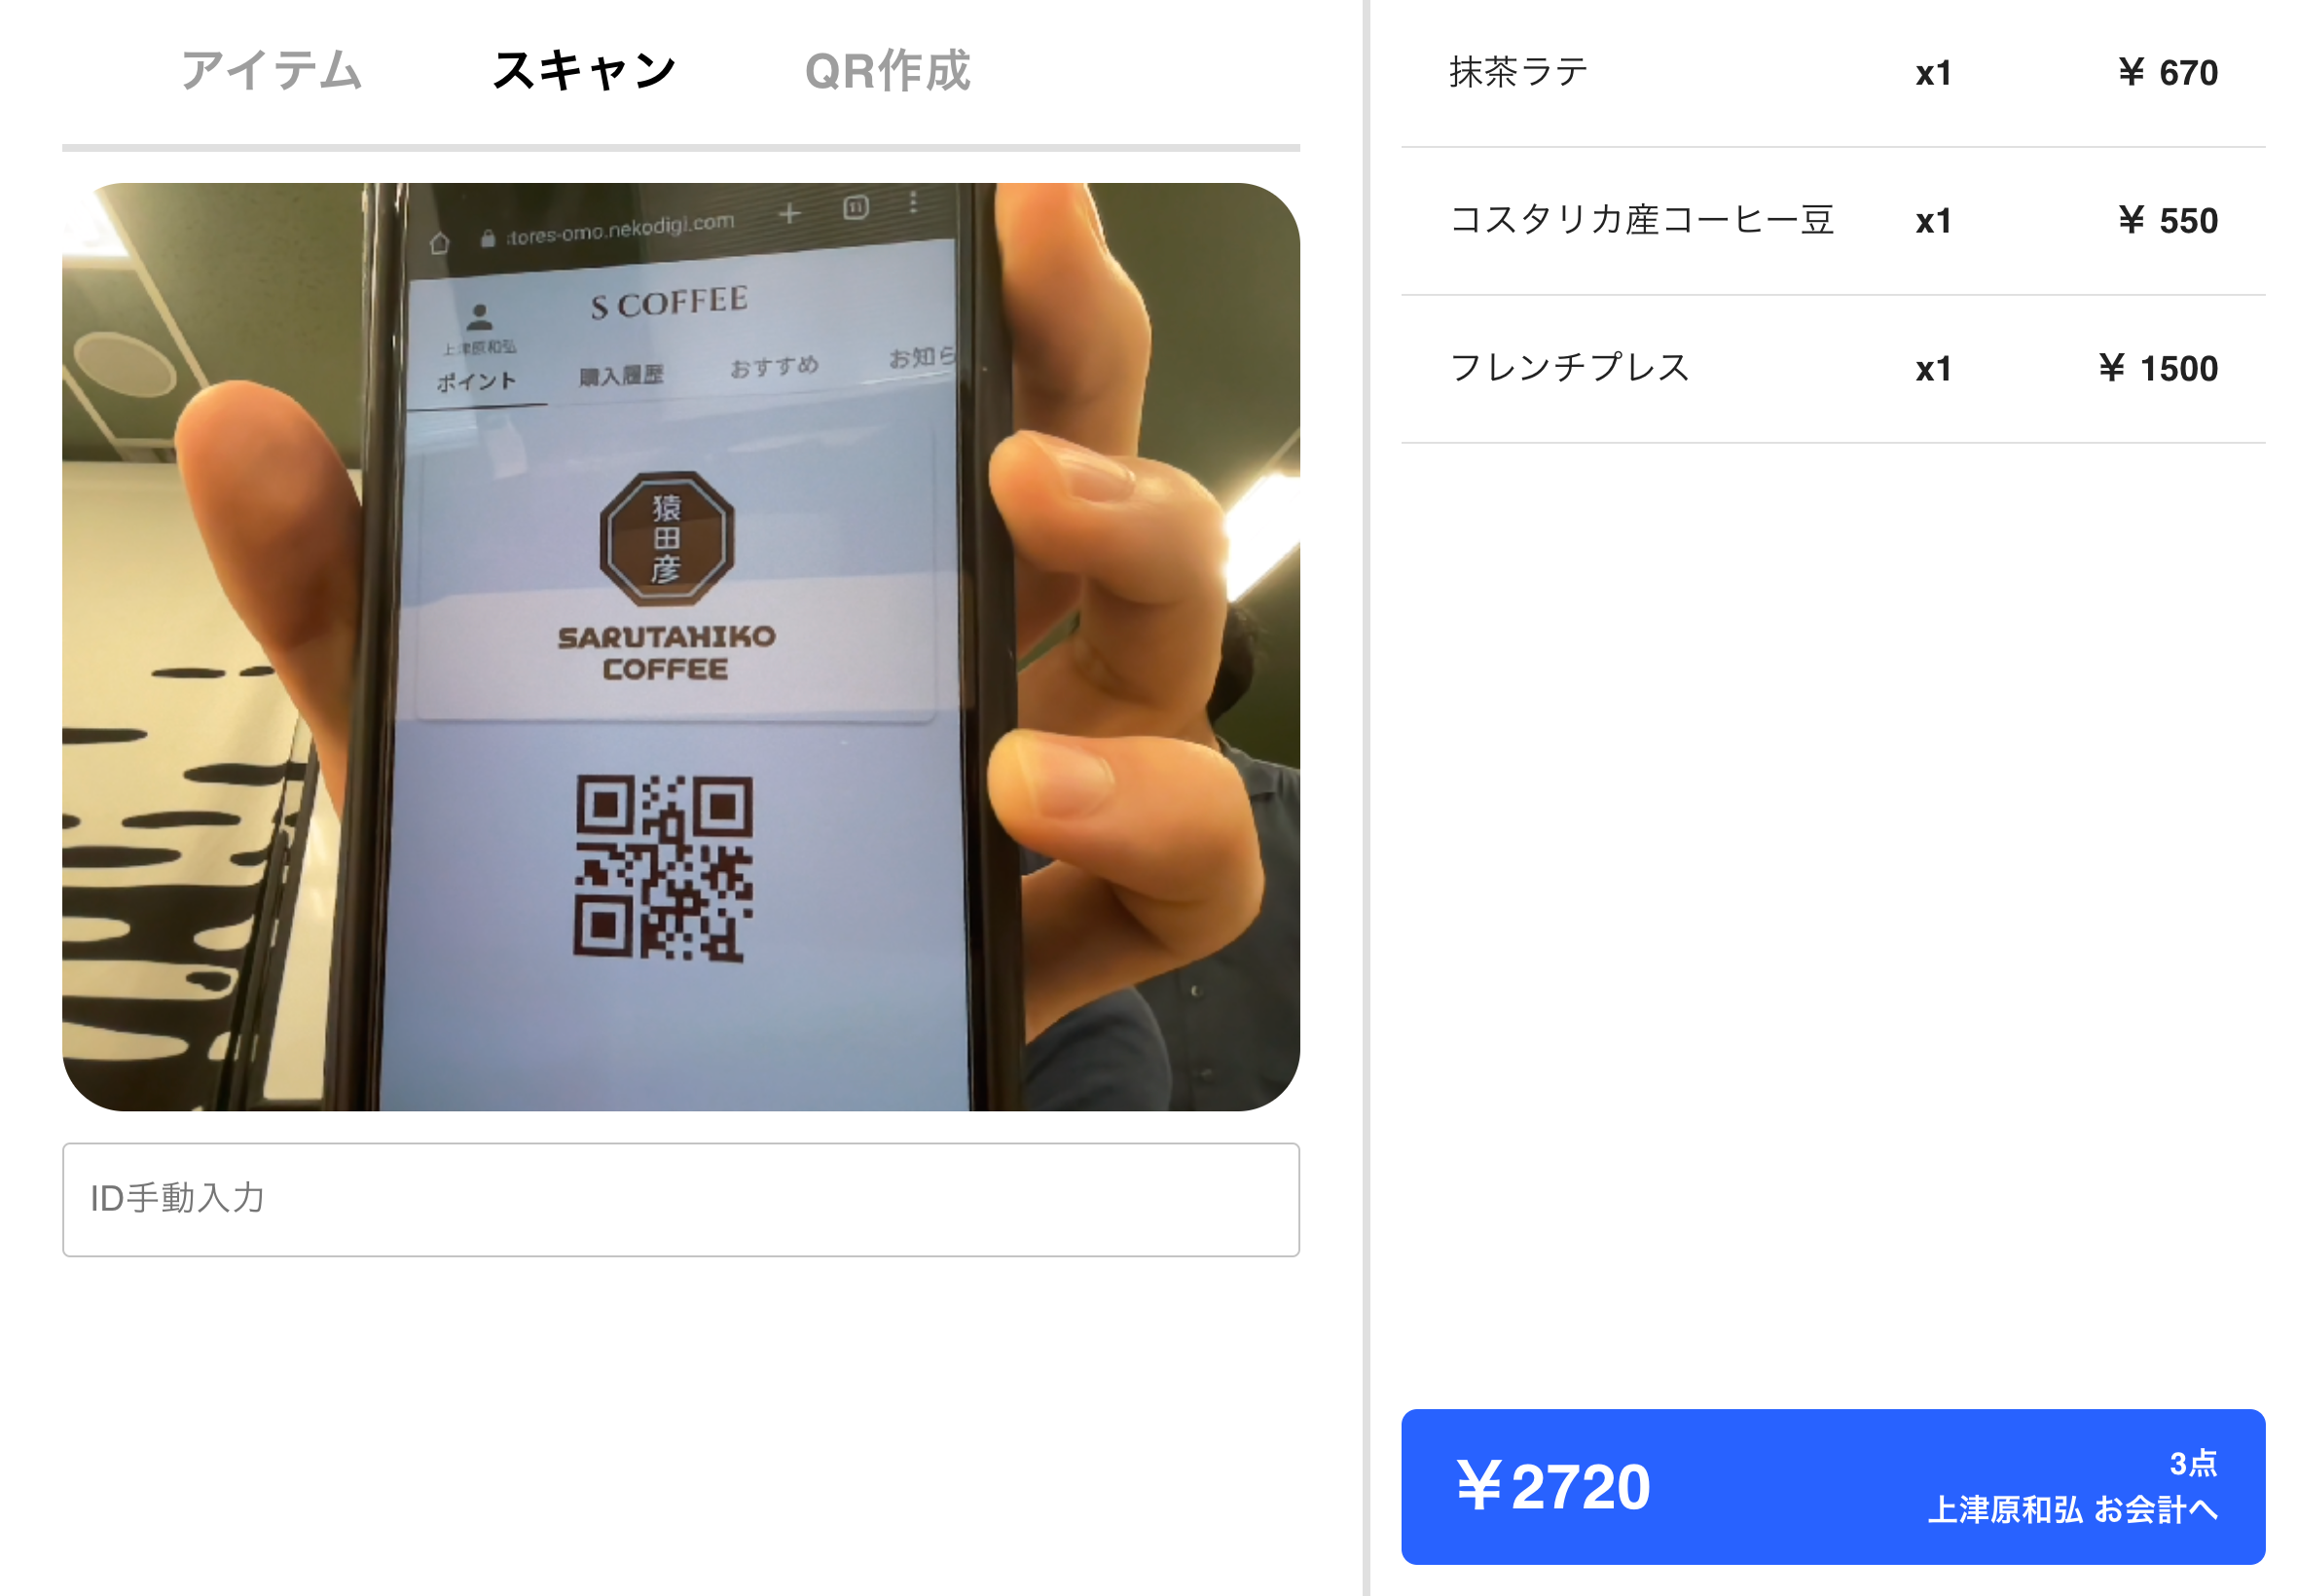 アイテム スキャン QR作成
stores-omo.nekodigi.com
11
S COFFEE
上津原和弘
ポイント 購入履歴 おすすめ お知ら
猿田彦
SARUTAHIKO
COFFEE
ID手動入力
抹茶ラテ x1 ¥ 670
コスタリカ産コーヒー豆 x1 ¥ 550
フレンチプレス x1 ¥ 1500
¥2720
3点
上津原和弘 お会計へ